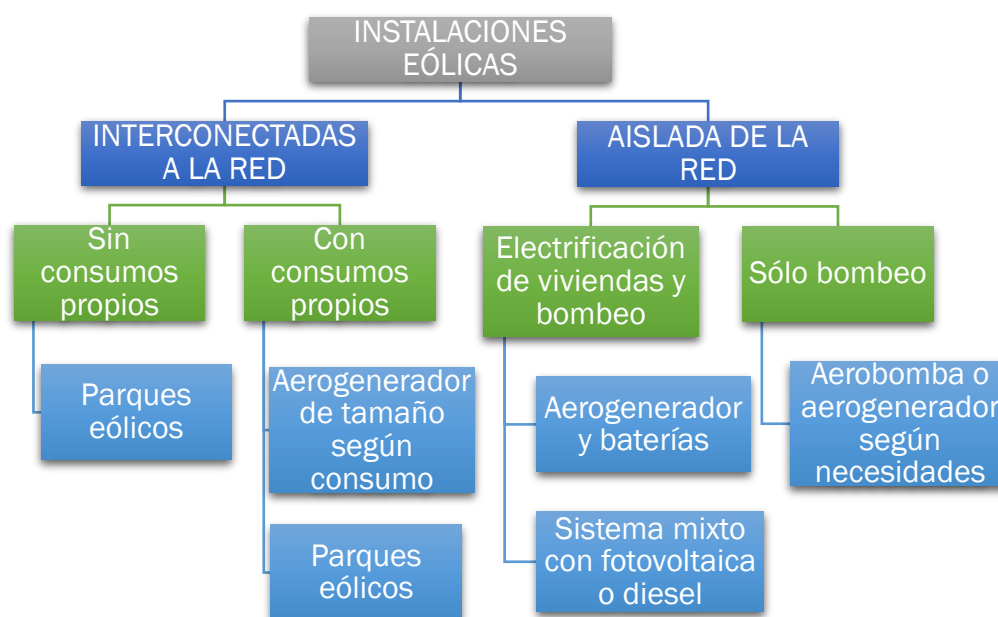 INSTALACIONES
EÓLICAS
INTERCONECTADAS
A LA RED
AISLADA DE LA
RED
Sin
consumos
propios
Con
consumos
propios
Electrificación
de viviendas y
bombeo
Sólo bombeo
Parques
eólicos
Aerogenerador
de tamaño
según
consumo
Parques
eólicos
Aerogenerador
y baterías
Sistema mixto
con fotovoltaica
o diesel
Aerobomba o
aerogenerador
según
necesidades